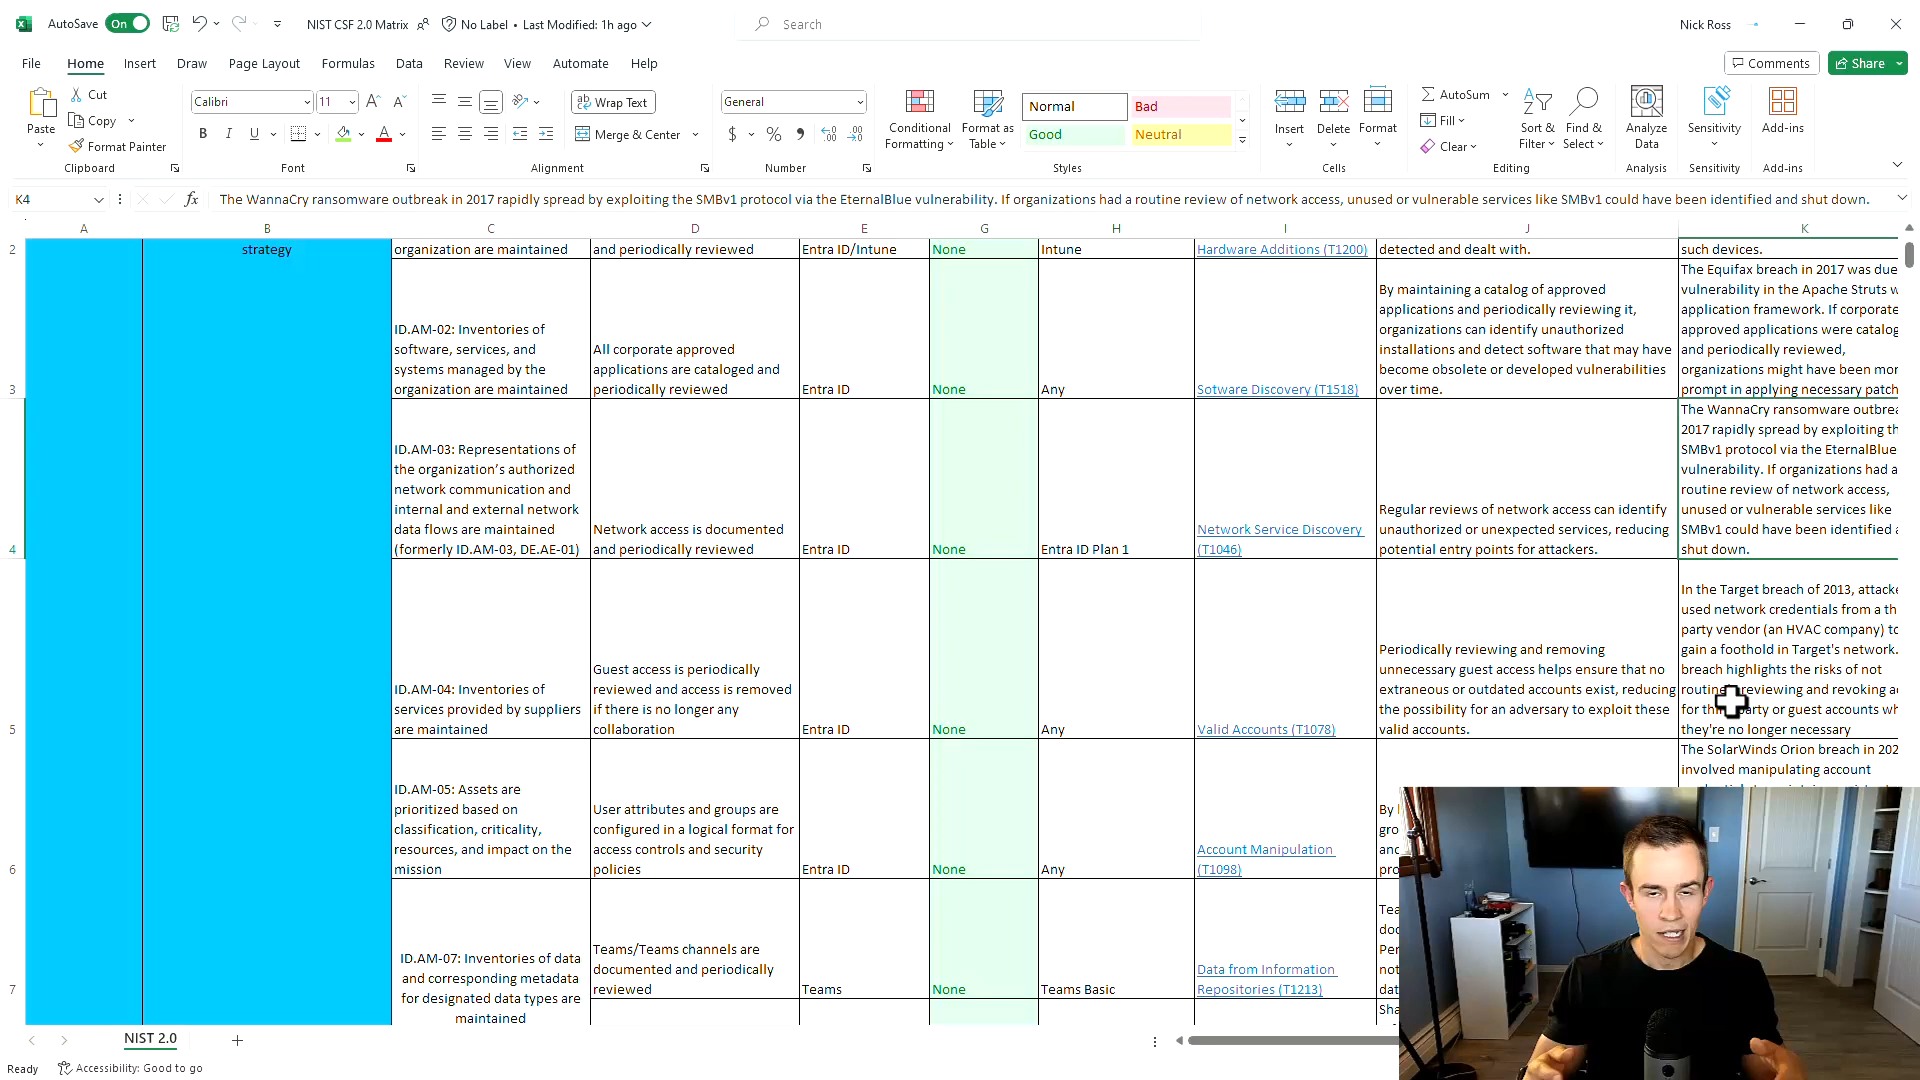 AutoSave On NIST CSF 2.0 Matrix No Label • Last Modified: 1h ago Search Nick Ross
File Home Insert Draw Page Layout Formulas Data Review View Automate Help Comments Share
Paste
Cut
Copy
Format Painter
Clipboard
Calibri 11
B I U
Font
Wrap Text
Merge & Center
Alignment
General
$ % ,
Number
Conditional
Formatting
Format as
Table
Normal Bad
Good Neutral
Styles
Insert Delete Format
Cells
AutoSum
Fill
Clear
Sort &
Filter
Find &
Select
Editing
Analyze
Data
Analysis
Sensitivity
Sensitivity
Add-ins
Add-ins
K4 fx The WannaCry ransomware outbreak in 2017 rapidly spread by exploiting the SMBv1 protocol via the EternalBlue vulnerability. If organizations had a routine review of network access, unused or vulnerable services like SMBv1 could have been identified and shut down.
A B C D E G H I J K
2
strategy
organization are maintained
and periodically reviewed
Entra ID/Intune
None
Intune
Hardware Additions (T1200)
detected and dealt with.
such devices.
3
ID.AM-02: Inventories of
software, services, and
systems managed by the
organization are maintained
All corporate approved
applications are cataloged and
periodically reviewed
Entra ID
None
Any
Sotware Discovery (T1518)
By maintaining a catalog of approved
applications and periodically reviewing it,
organizations can identify unauthorized
installations and detect software that may have
become obsolete or developed vulnerabilities
over time.
The Equifax breach in 2017 was due
vulnerability in the Apache Struts w
application framework. If corporate
approved applications were catalog
and periodically reviewed,
organizations might have been mor
prompt in applying necessary patch
4
ID.AM-03: Representations of
the organization’s authorized
network communication and
internal and external network
data flows are maintained
(formerly ID.AM-03, DE.AE-01)
Network access is documented
and periodically reviewed
Entra ID
None
Entra ID Plan 1
Network Service Discovery
(T1046)
Regular reviews of network access can identify
unauthorized or unexpected services, reducing
potential entry points for attackers.
The WannaCry ransomware outbrea
2017 rapidly spread by exploiting th
SMBv1 protocol via the EternalBlue
vulnerability. If organizations had a
routine review of network access,
unused or vulnerable services like
SMBv1 could have been identified a
shut down.
5
ID.AM-04: Inventories of
services provided by suppliers
are maintained
Guest access is periodically
reviewed and access is removed
if there is no longer any
collaboration
Entra ID
None
Any
Valid Accounts (T1078)
Periodically reviewing and removing
unnecessary guest access helps ensure that no
extraneous or outdated accounts exist, reducing
the possibility for an adversary to exploit these
valid accounts.
In the Target breach of 2013, attacke
used network credentials from a th
party vendor (an HVAC company) to
gain a foothold in Target's network.
breach highlights the risks of not
reviewing and revoking ac
for party or guest accounts wh
they're no longer necessary
6
ID.AM-05: Assets are
prioritized based on
classification, criticality,
resources, and impact on the
mission
User attributes and groups are
configured in a logical format for
access controls and security
policies
Entra ID
None
Any
Account Manipulation
(T1098)
By
gro
and
pro
The SolarWinds Orion breach in 202
involved manipulating account
7
ID.AM-07: Inventories of data
and corresponding metadata
for designated data types are
maintained
Teams/Teams channels are
documented and periodically
reviewed
Teams
None
Teams Basic
Data from Information
Repositories (T1213)
Tea
doc
Per
not
dat
Sha
NIST 2.0
Ready Accessibility: Good to go